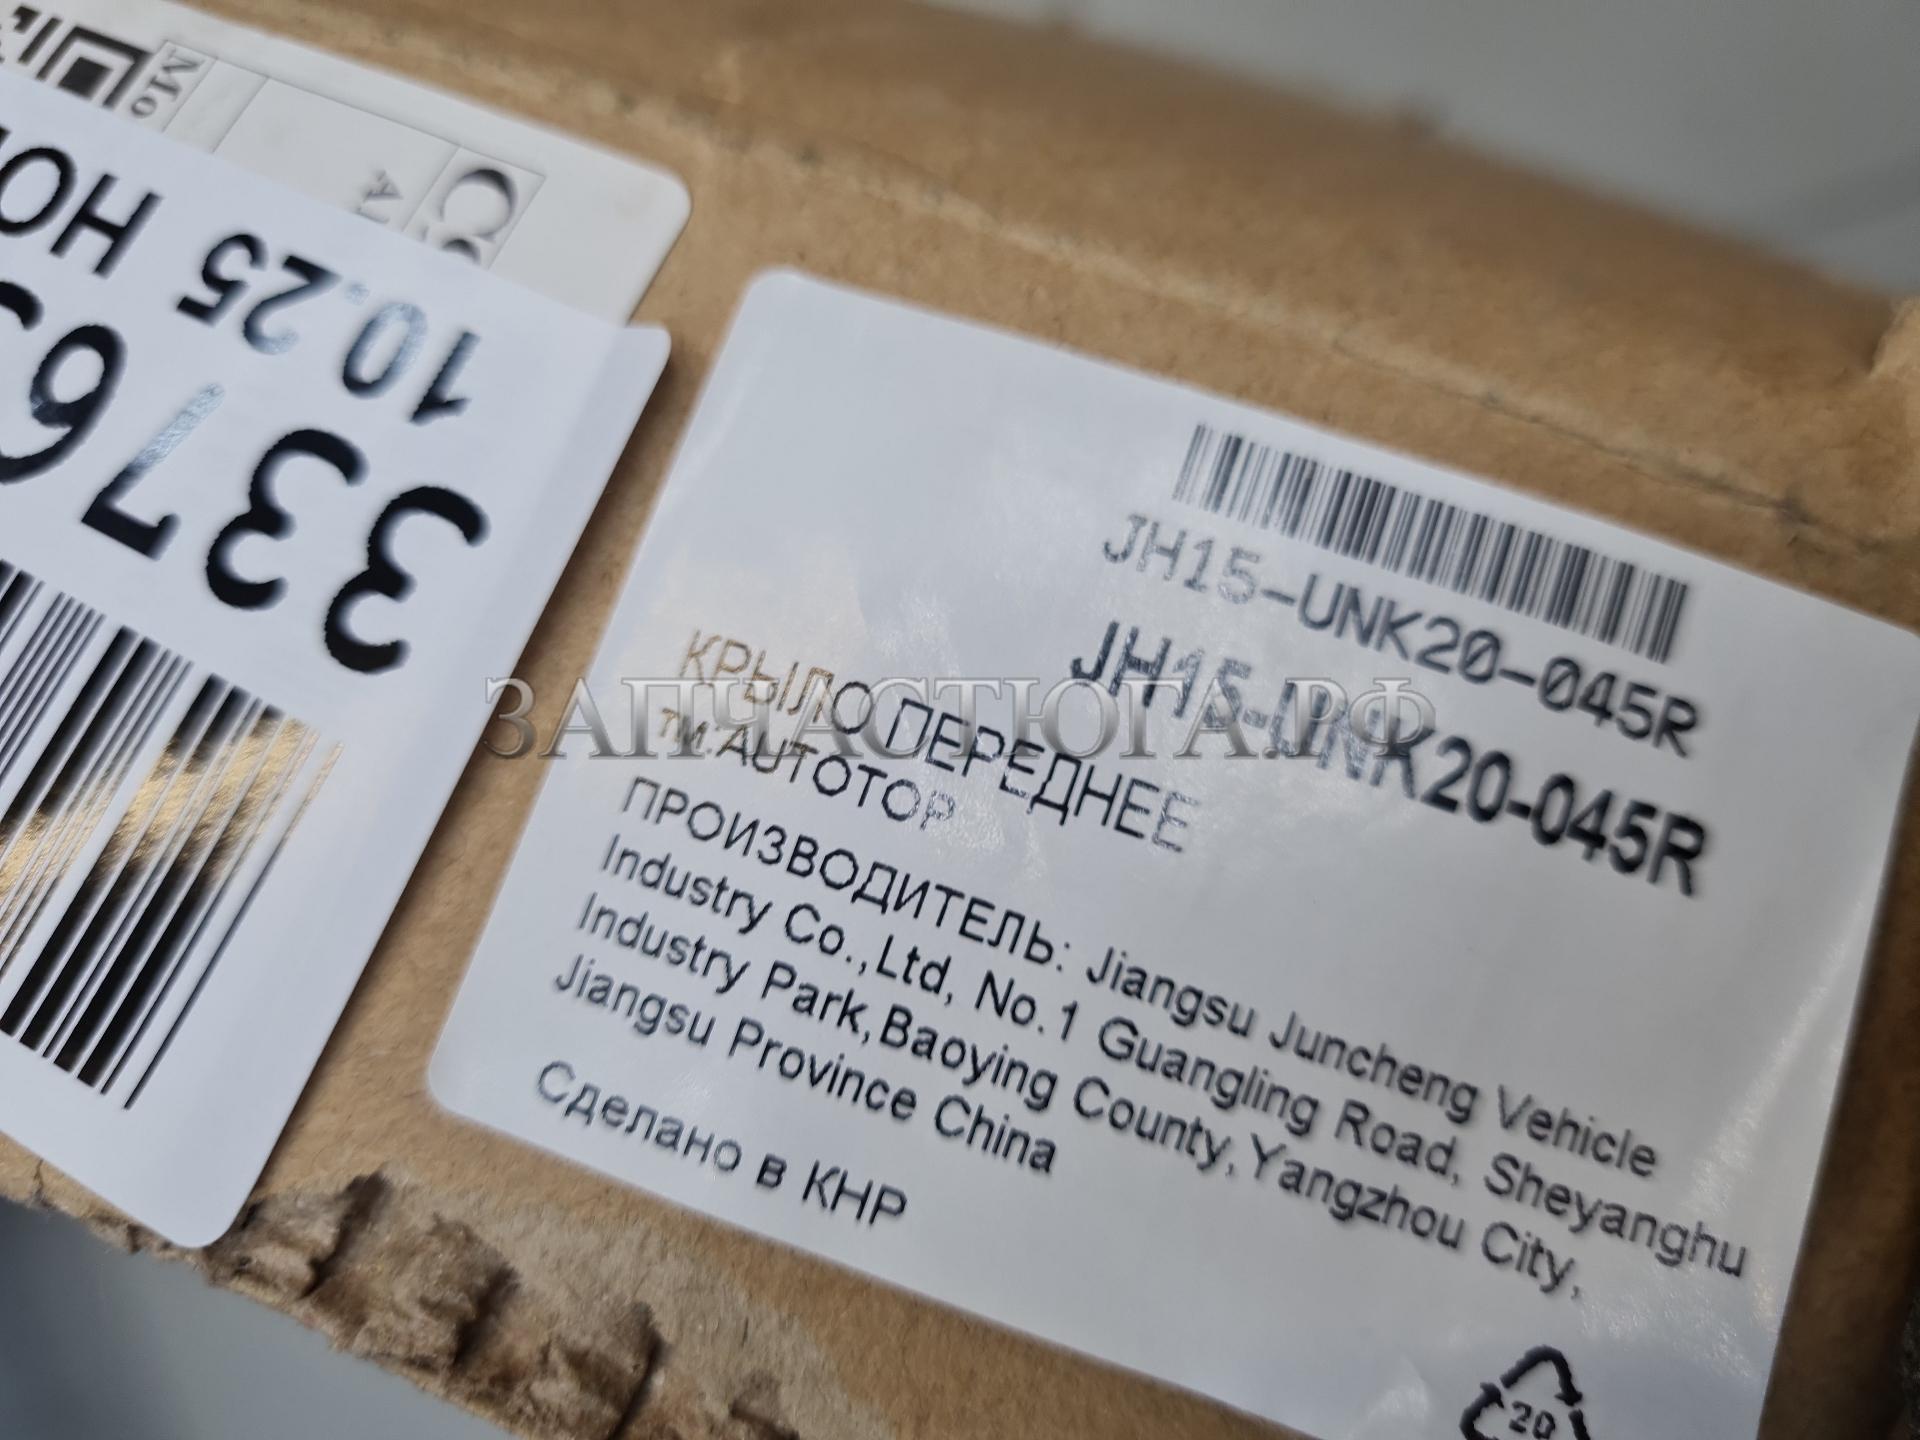 Mo
10.25
3376
JH15-UNK20-045R
JH15-UNK20-045R
КРЫЛО ПЕРЕДНЕЕ
™:AUTOTOP
ПРОИЗВОДИТЕЛЬ: Jiangsu Juncheng Vehicle
Industry Co.,Ltd, No.1 Guangling Road, Sheyanghu
Industry Park,Baoying County,Yangzhou City,
Jiangsu Province China
Сделано в КНР
20
ЗАПЧАСТЮГА.РФ